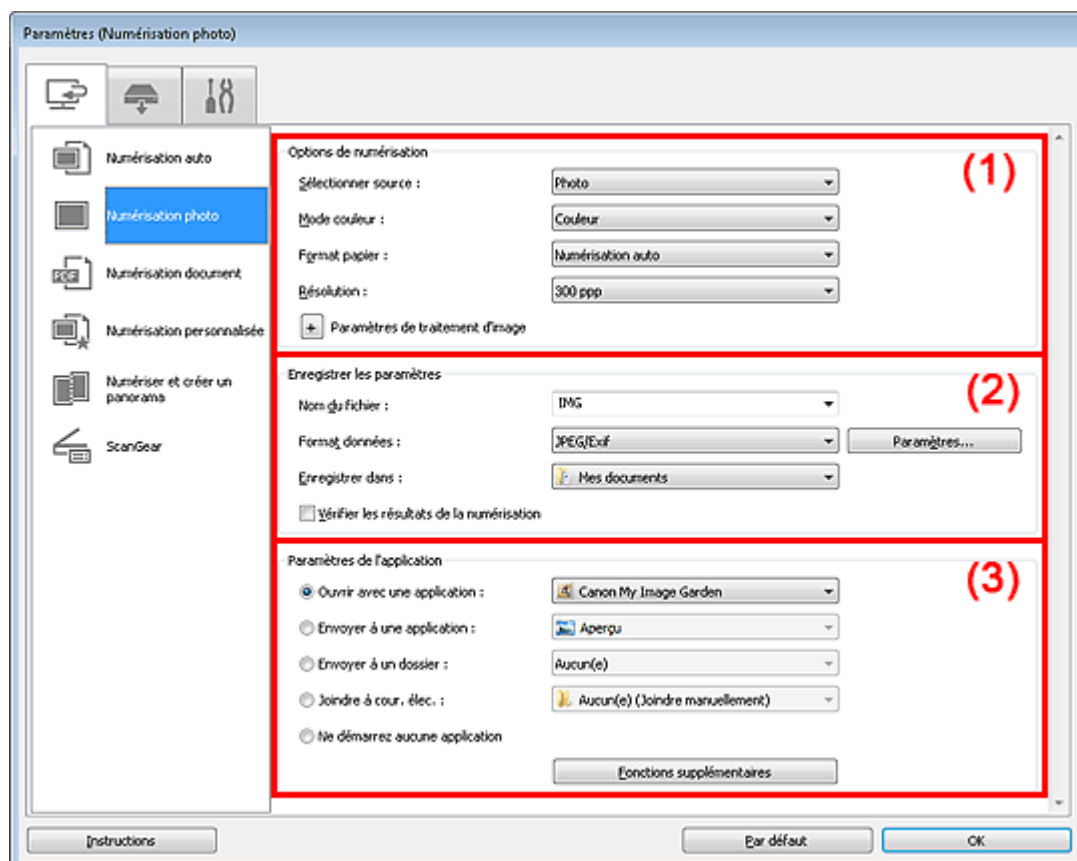 Paramètres (Numérisation photo)
Numérisation auto
Numérisation photo
PDF
Numérisation document
Numérisation personnalisée
Numériser et créer un
panorama
ScanGear
Options de numérisation
(1)
Sélectionner source : Photo
Mode couleur : Couleur
Format papier : Numérisation auto
Résolution : 300 ppp
+ Paramètres de traitement d'image
Enregistrer les paramètres
(2)
Nom du fichier : IMG
Format données : JPEG/Exif Paramètres...
Enregistrer dans : Mes documents
Vérifier les résultats de la numérisation
Paramètres de l'application
(3)
Ouvrir avec une application : Canon My Image Garden
Envoyer à une application : Aperçu
Envoyer à un dossier : Aucun(e)
Joindre à cour. élec. : Aucun(e) (Joindre manuellement)
Ne démarrez aucune application
Fonctions supplémentaires
Instructions Par défaut OK